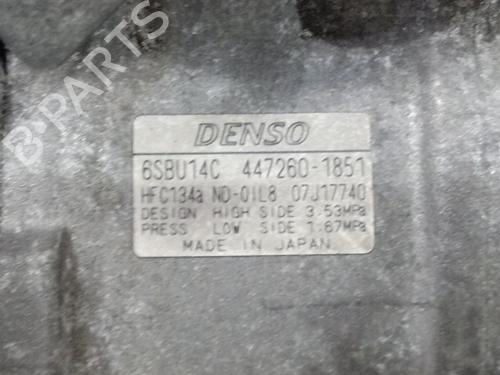 DENSO
6SBU14C 447260-1851
HFC134a ND-OIL8 07J17740
DESIGN HIGH SIDE 3.53MPa
PRESS LOW SIDE 1.67MPa
MADE IN JAPAN
B-PARTS